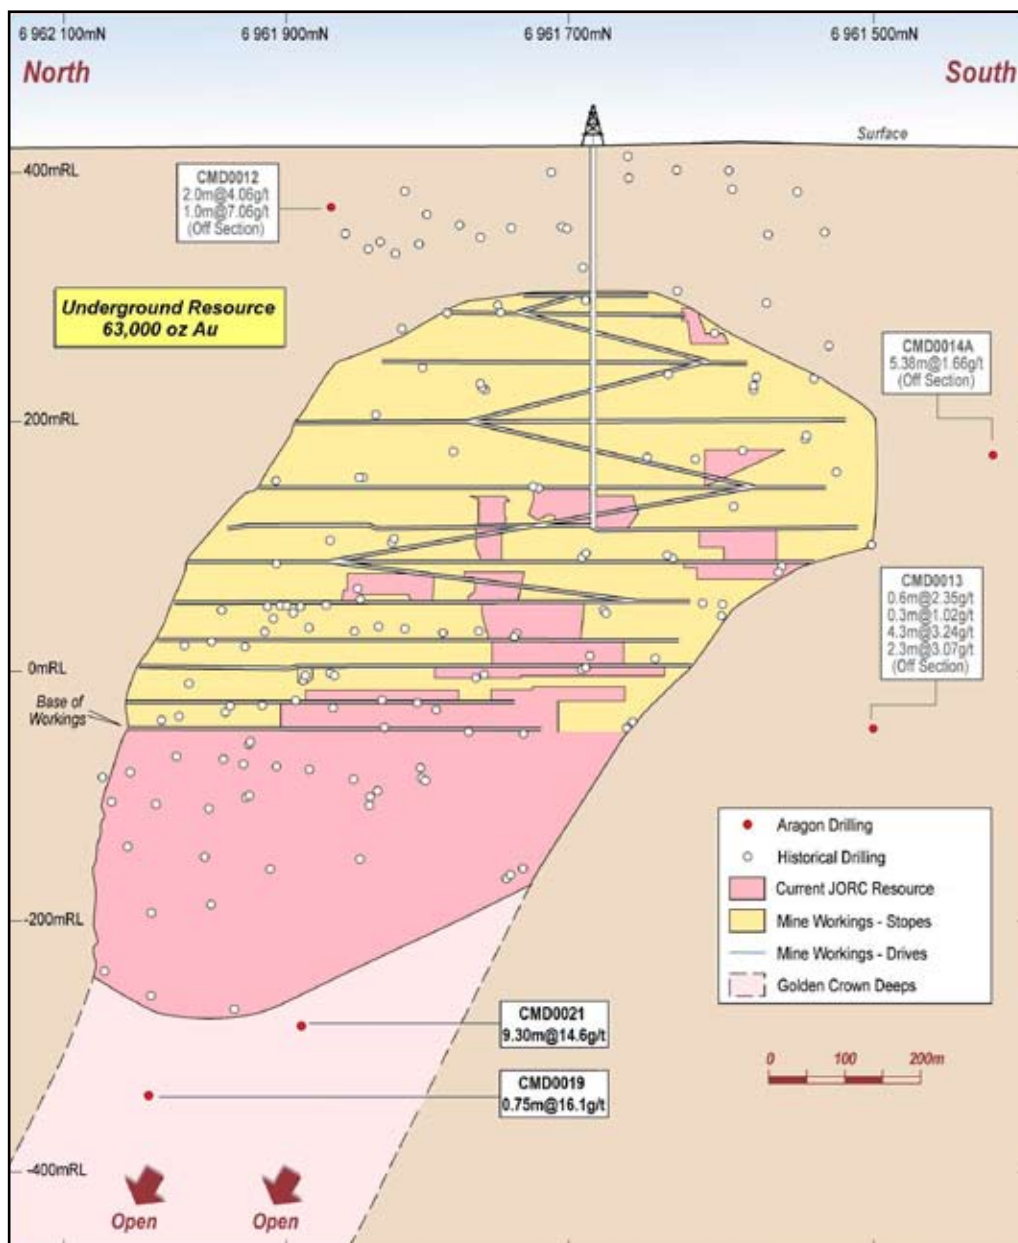 6 962 100mN
6 961 900mN
6 961 700mN
6 961 500mN
North
South
Surface
400mRL
CMD0012
2.0m@4.06g/t
1.0m@7.06g/t
(Off Section)
Underground Resource
63,000 oz Au
CMD0014A
5.38m@1.66g/t
(Off Section)
200mRL
CMD0013
0.6m@2.35g/t
0.3m@1.02g/t
4.3m@3.24g/t
2.3m@3.07g/t
(Off Section)
0mRL
Base of
Workings
Aragon Drilling
Historical Drilling
Current JORC Resource
Mine Workings - Stopes
Mine Workings - Drives
Golden Crown Deeps
-200mRL
CMD0021
9.30m@14.6g/t
0 100 200m
CMD0019
0.75m@16.1g/t
-400mRL
Open
Open